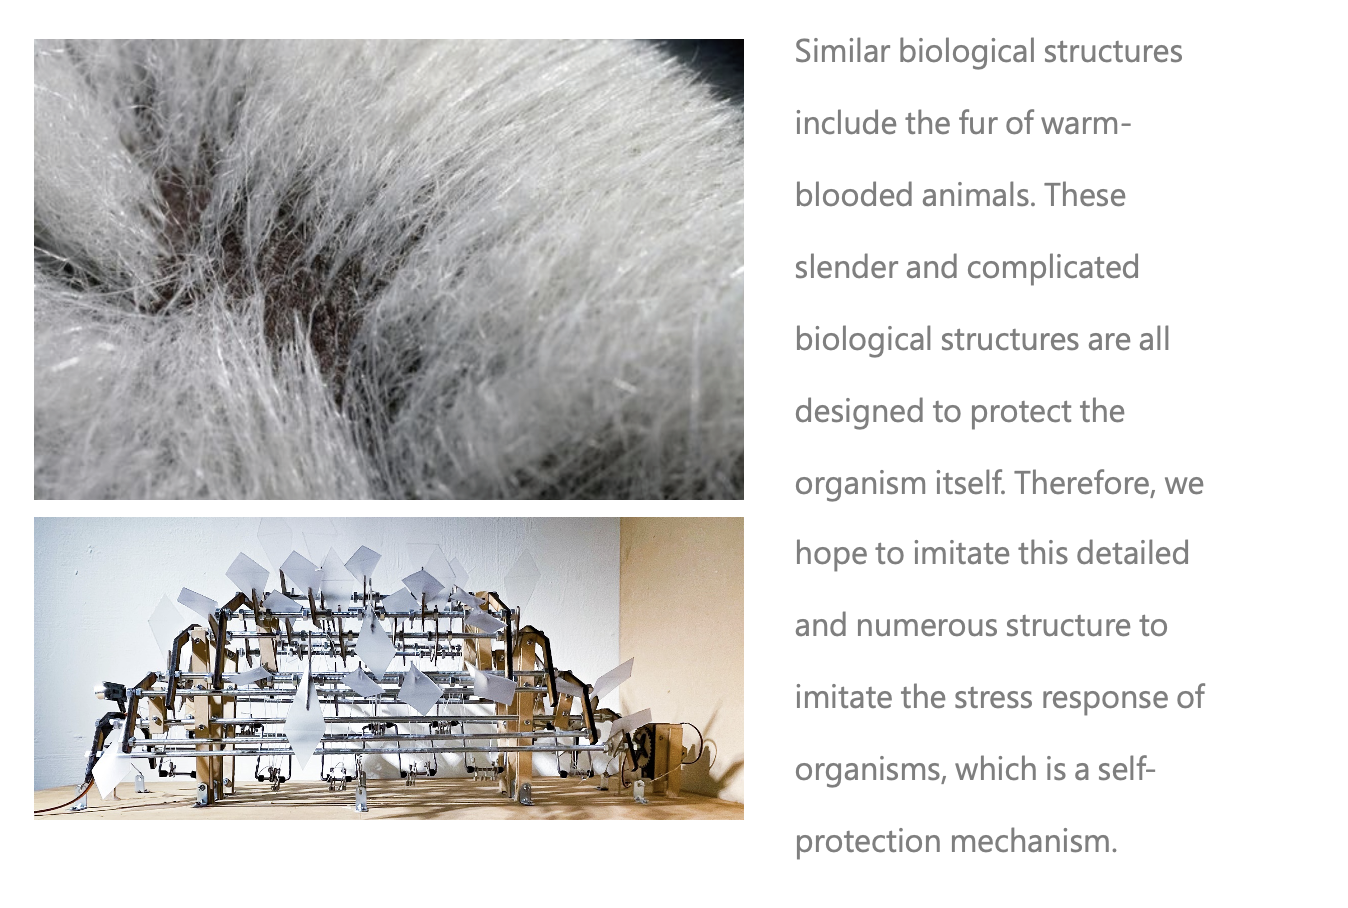 Similar biological structures
include the fur of warm-
blooded animals. These
slender and complicated
biological structures are all
designed to protect the
organism itself. Therefore, we
hope to imitate this detailed
and numerous structure to
imitate the stress response of
organisms, which is a self-
protection mechanism.